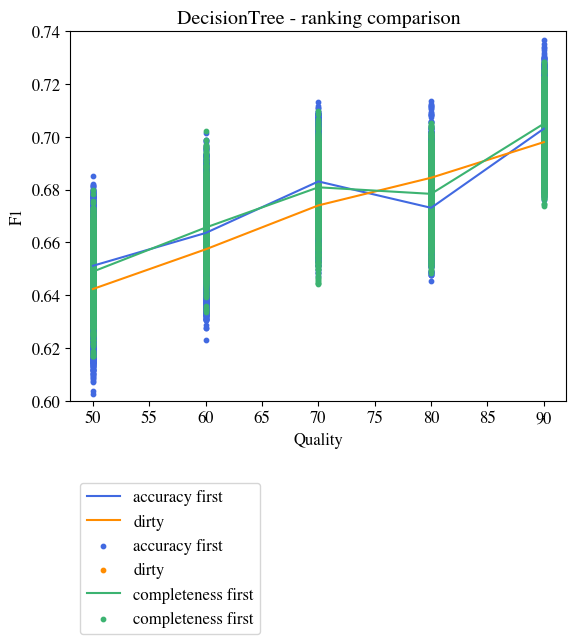 DecisionTree - ranking comparison
0.74
0.72
0.70
0.68
0.66
0.64
0.62
0.60
F1
50 55 60 65 70 75 80 85 90
Quality
accuracy first
dirty
accuracy first
dirty
completeness first
completeness first